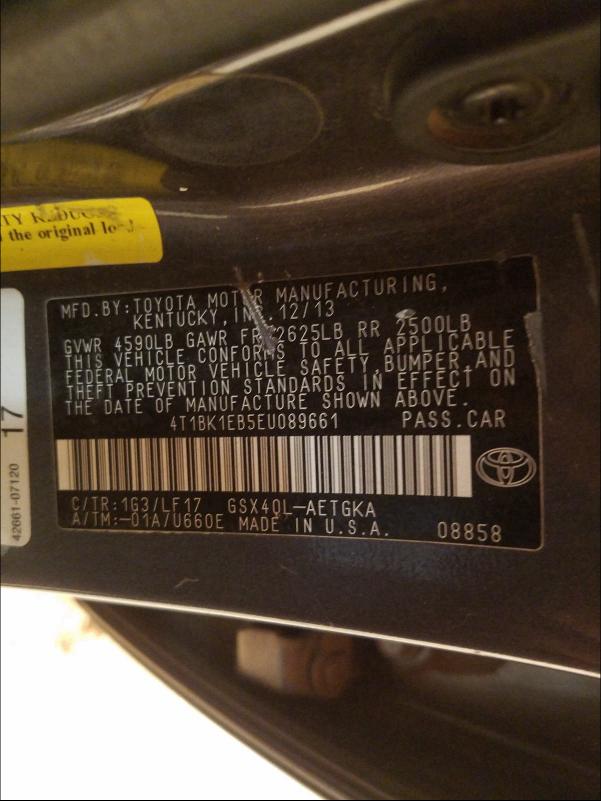 the original
MFD.BY: TOYOTA MOTOR MANUFACTURING,
KENTUCKY, INC. 12/13
GVWR 4590LB GAWR FR 2625LB RR 2500LB
THIS VEHICLE CONFORMS TO ALL APPLICABLE
FEDERAL MOTOR VEHICLE SAFETY, BUMPER, AND
THEFT PREVENTION STANDARDS IN EFFECT ON
THE DATE OF MANUFACTURE SHOWN ABOVE.
4T1BK1EB5EU089661 PASS.CAR
C/TR:1G3/LF17 GSX40L-AETGKA
A/TM:-01A/U660E MADE IN U.S.A. 08858
17
42661-07120